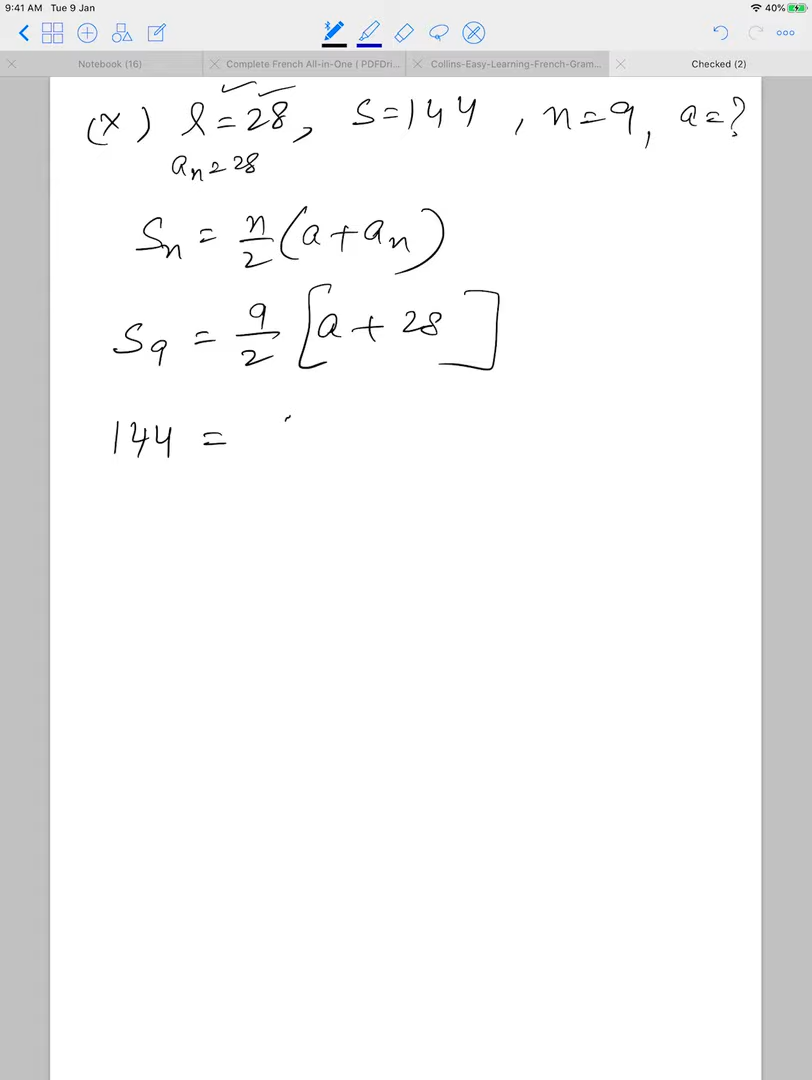 9:41 AM Tue 9 Jan 40%
Notebook (16) Complete French All-in-One ( PDFDri... Collins-Easy-Learning-French-Gram... Checked (2)
(x) l = 28, S = 144, n = 9, a = ?
aₙ = 28
Sₙ = n/2 (a + aₙ)
S₉ = 9/2 [a + 28]
144 =